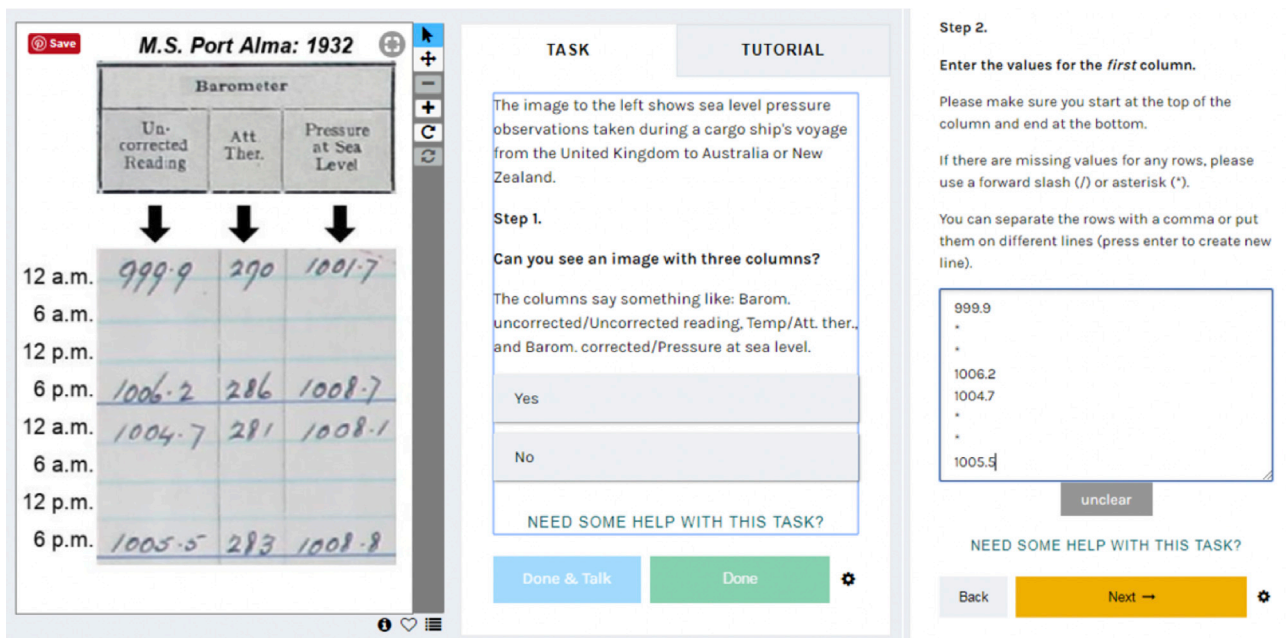 Save
M.S. Port Alma: 1932
Barometer
Un-
corrected
Reading
Att.
Ther.
Pressure
at Sea
Level
12 a.m. 999.9 290 1001.7
6 a.m.
12 p.m.
6 p.m. 1006.2 286 1008.7
12 a.m. 1004.7 281 1008.1
6 a.m.
12 p.m.
6 p.m. 1005.5 283 1008.8
TASK
TUTORIAL
The image to the left shows sea level pressure
observations taken during a cargo ship's voyage
from the United Kingdom to Australia or New
Zealand.
Step 1.
Can you see an image with three columns?
The columns say something like: Barom.
uncorrected/Uncorrected reading, Temp/Att. ther.,
and Barom. corrected/Pressure at sea level.
Yes
No
NEED SOME HELP WITH THIS TASK?
Done & Talk
Done
Step 2.
Enter the values for the first column.
Please make sure you start at the top of the
column and end at the bottom.
If there are missing values for any rows, please
use a forward slash (/) or asterisk (*).
You can separate the rows with a comma or put
them on different lines (press enter to create new
line).
999.9
*
*
1006.2
1004.7
*
*
1005.5
unclear
NEED SOME HELP WITH THIS TASK?
Back
Next →